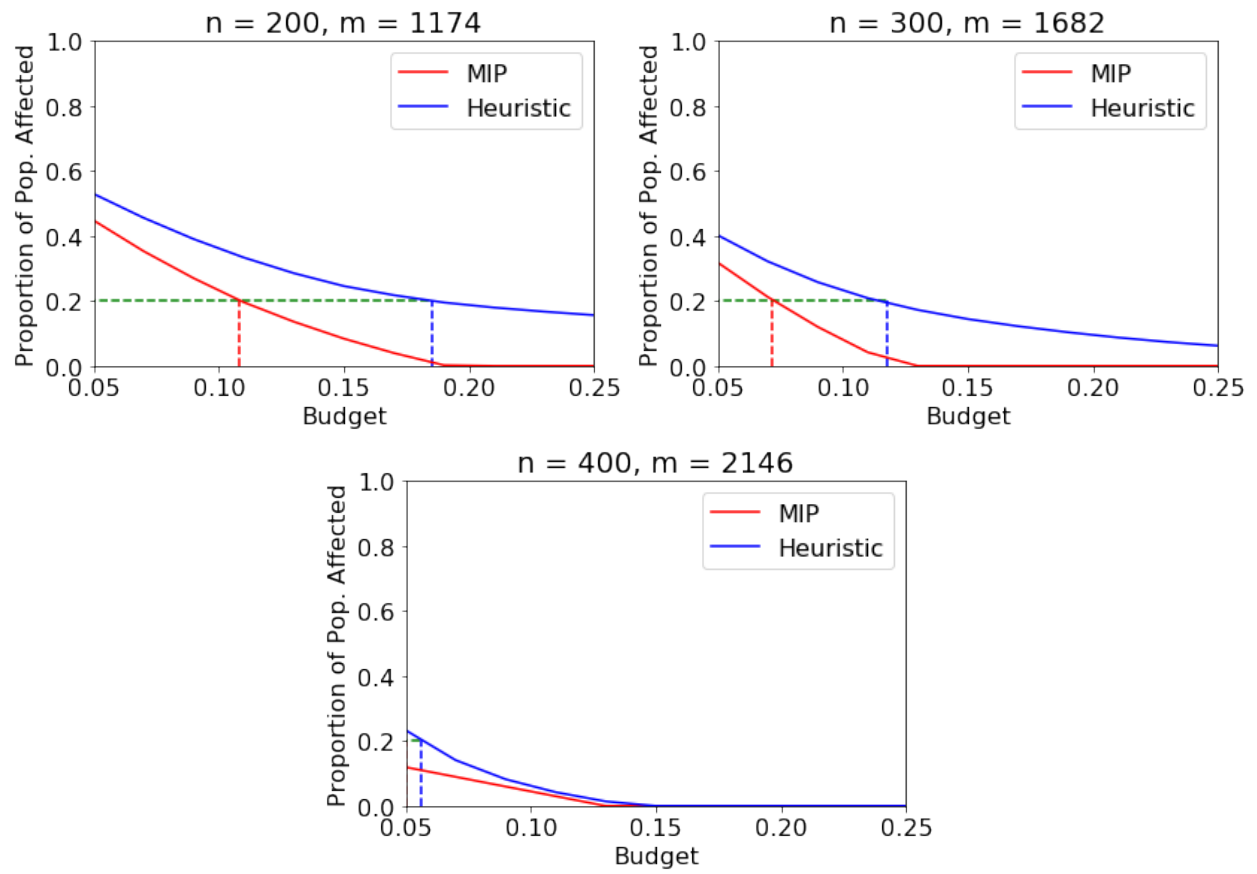 n = 200, m = 1174
Proportion of Pop. Affected
1.0
0.8
0.6
0.4
0.2
0.0
MIP
Heuristic
0.05 0.10 0.15 0.20 0.25
Budget
n = 300, m = 1682
Proportion of Pop. Affected
1.0
0.8
0.6
0.4
0.2
0.0
MIP
Heuristic
0.05 0.10 0.15 0.20 0.25
Budget
n = 400, m = 2146
Proportion of Pop. Affected
1.0
0.8
0.6
0.4
0.2
0.0
MIP
Heuristic
0.05 0.10 0.15 0.20 0.25
Budget